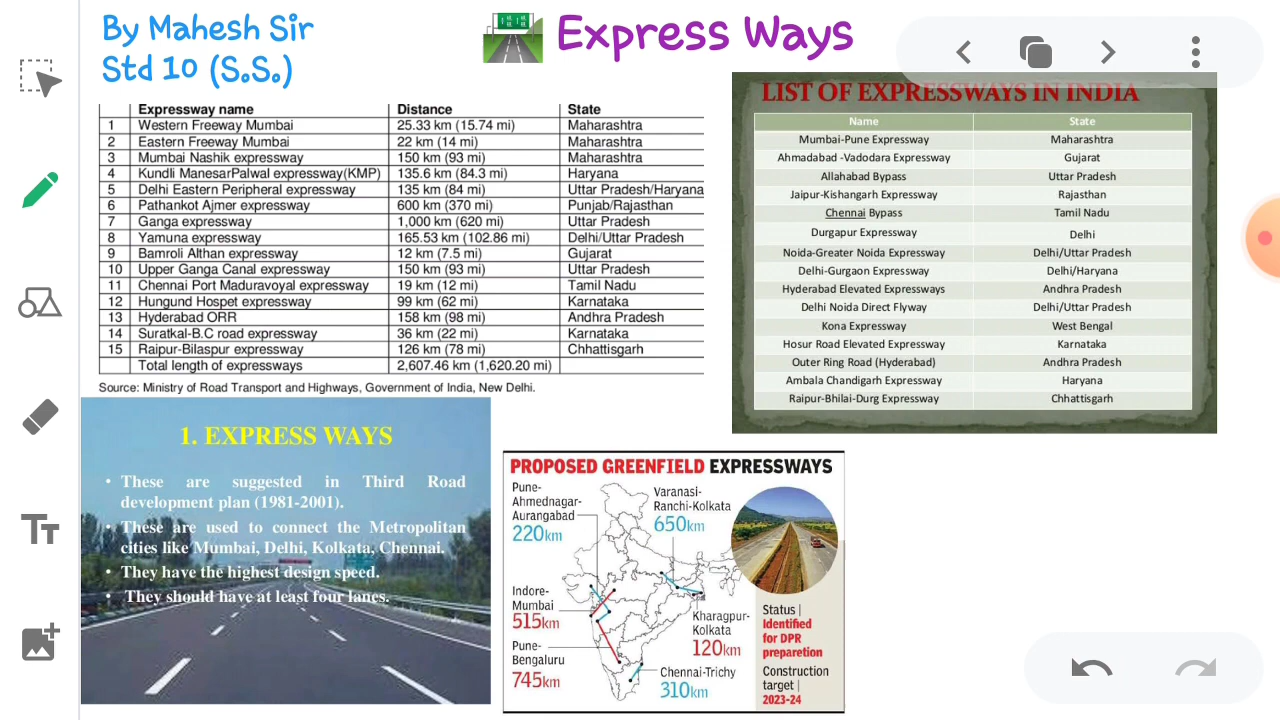 By Mahesh Sir
Std 10 (S.S.)
Express Ways
Expressway name Distance State
1 Western Freeway Mumbai 25.33 km (15.74 mi) Maharashtra
2 Eastern Freeway Mumbai 22 km (14 mi) Maharashtra
3 Mumbai Nashik expressway 150 km (93 mi) Maharashtra
4 Kundli ManesarPalwal expressway(KMP) 135.6 km (84.3 mi) Haryana
5 Delhi Eastern Peripheral expressway 135 km (84 mi) Uttar Pradesh/Haryana
6 Pathankot Ajmer expressway 600 km (370 mi) Punjab/Rajasthan
7 Ganga expressway 1,000 km (620 mi) Uttar Pradesh
8 Yamuna expressway 165.53 km (102.86 mi) Delhi/Uttar Pradesh
9 Bamroli Althan expressway 12 km (7.5 mi) Gujarat
10 Upper Ganga Canal expressway 150 km (93 mi) Uttar Pradesh
11 Chennai Port Maduravoyal expressway 19 km (12 mi) Tamil Nadu
12 Hungund Hospet expressway 99 km (62 mi) Karnataka
13 Hyderabad ORR 158 km (98 mi) Andhra Pradesh
14 Suratkal-B.C road expressway 36 km (22 mi) Karnataka
15 Raipur-Bilaspur expressway 126 km (78 mi) Chhattisgarh
Total length of expressways 2,607.46 km (1,620.20 mi)
Source: Ministry of Road Transport and Highways, Government of India, New Delhi.
LIST OF EXPRESSWAYS IN INDIA
Name State
Mumbai-Pune Expressway Maharashtra
Ahmadabad -Vadodara Expressway Gujarat
Allahabad Bypass Uttar Pradesh
Jaipur-Kishangarh Expressway Rajasthan
Chennai Bypass Tamil Nadu
Durgapur Expressway Delhi
Noida-Greater Noida Expressway Delhi/Uttar Pradesh
Delhi-Gurgaon Expressway Delhi/Haryana
Hyderabad Elevated Expressways Andhra Pradesh
Delhi Noida Direct Flyway Delhi/Uttar Pradesh
Kona Expressway West Bengal
Hosur Road Elevated Expressway Karnataka
Outer Ring Road (Hyderabad) Andhra Pradesh
Ambala Chandigarh Expressway Haryana
Raipur-Bhilai-Durg Expressway Chhattisgarh
1. EXPRESS WAYS
• These are suggested in Third Road
development plan (1981-2001).
• These are used to connect the Metropolitan
cities like Mumbai, Delhi, Kolkata, Chennai.
• They have the highest design speed.
• They should have at least four lanes.
PROPOSED GREENFIELD EXPRESSWAYS
Pune-
Ahmednagar-
Aurangabad
220km
Varanasi-
Ranchi-Kolkata
650km
Indore-
Mumbai
515km
Kharagpur-
Kolkata
120km
Pune-
Bengaluru
745km
Chennai-Trichy
310km
Status |
Identified
for DPR
prepāretion
Construction
target |
2023-24
Tт